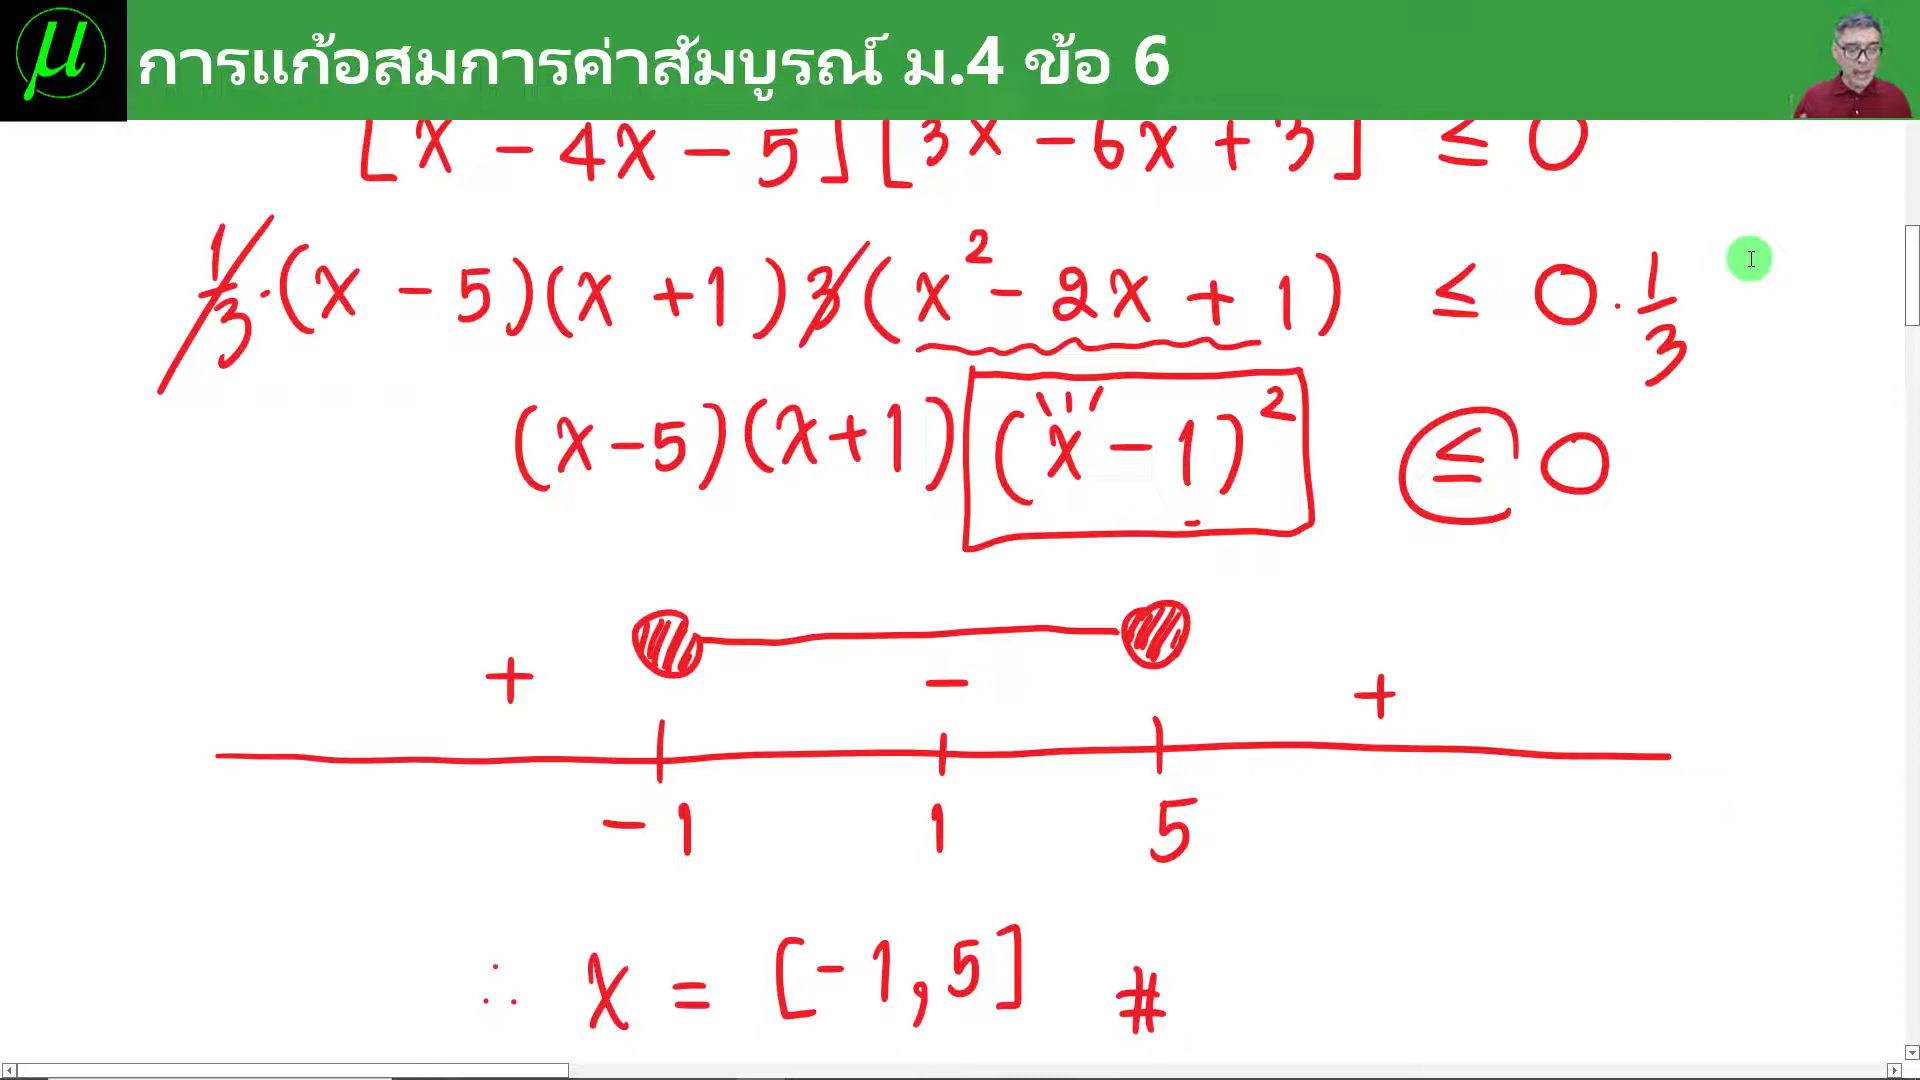 μ การแก้อสมการค่าสัมบูรณ์ ม.4 ข้อ 6
[x - 4x - 5] [3x - 6x + 3] ≤ 0
1/3 · (x - 5)(x + 1) 3 (x² - 2x + 1) ≤ 0 · 1/3
(x - 5)(x + 1) (x - 1)² ≤ 0
+ - +
-1 1 5
∴ x = [-1, 5] #